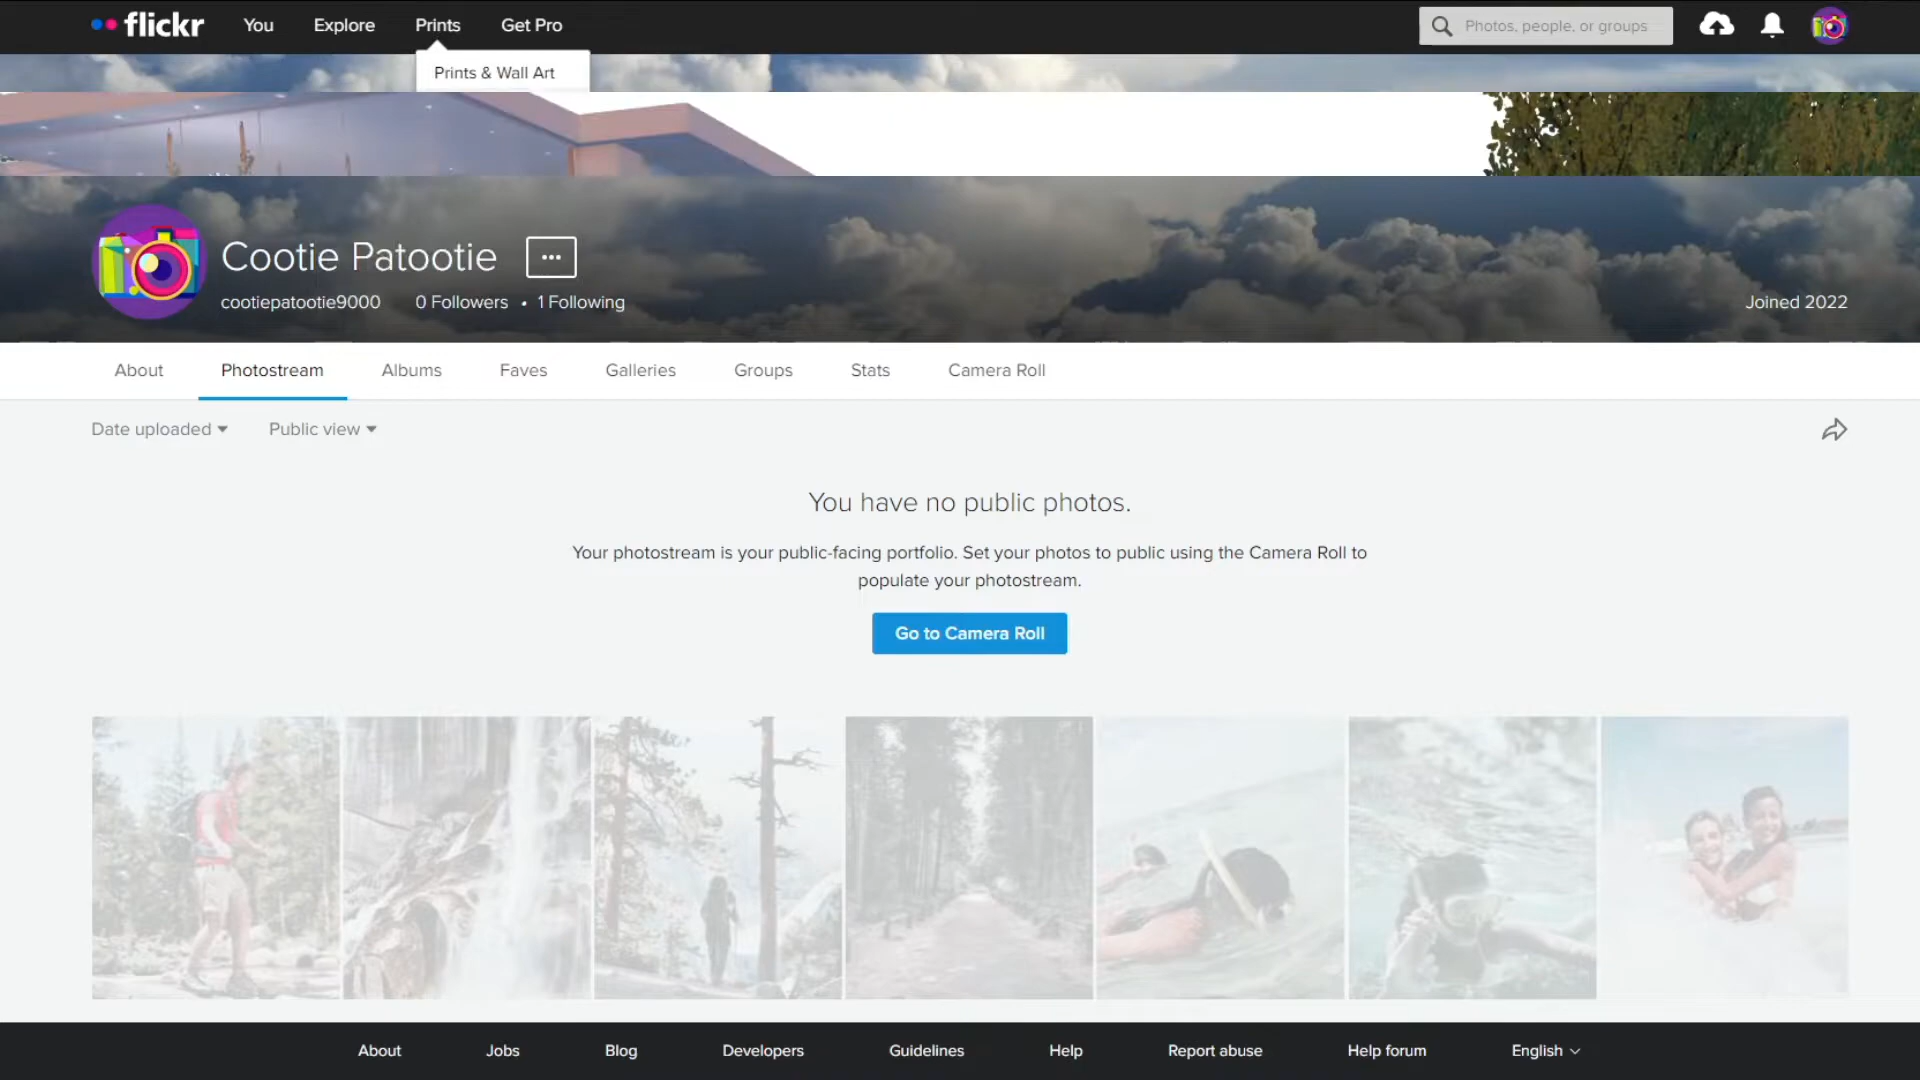 flickr You Explore Prints Get Pro Photos, people, or groups
Prints & Wall Art
Cootie Patootie
cootiepatootie9000 0 Followers • 1 Following Joined 2022
About Photostream Albums Faves Galleries Groups Stats Camera Roll
Date uploaded Public view
You have no public photos.
Your photostream is your public-facing portfolio. Set your photos to public using the Camera Roll to
populate your photostream.
Go to Camera Roll
About Jobs Blog Developers Guidelines Help Report abuse Help forum English